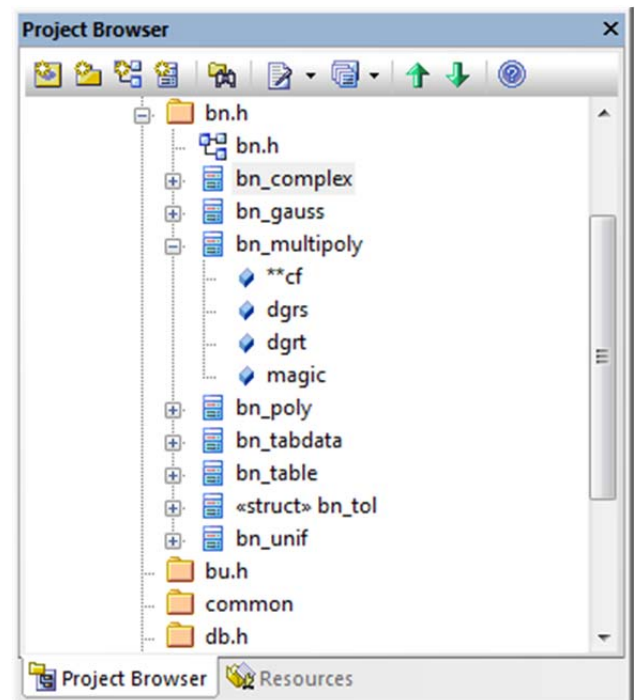 Project Browser
bn.h
bn.h
bn_complex
bn_gauss
bn_multipoly
**cf
dgrs
dgrt
magic
bn_poly
bn_tabdata
bn_table
«struct» bn_tol
bn_unif
bu.h
common
db.h
Project Browser Resources